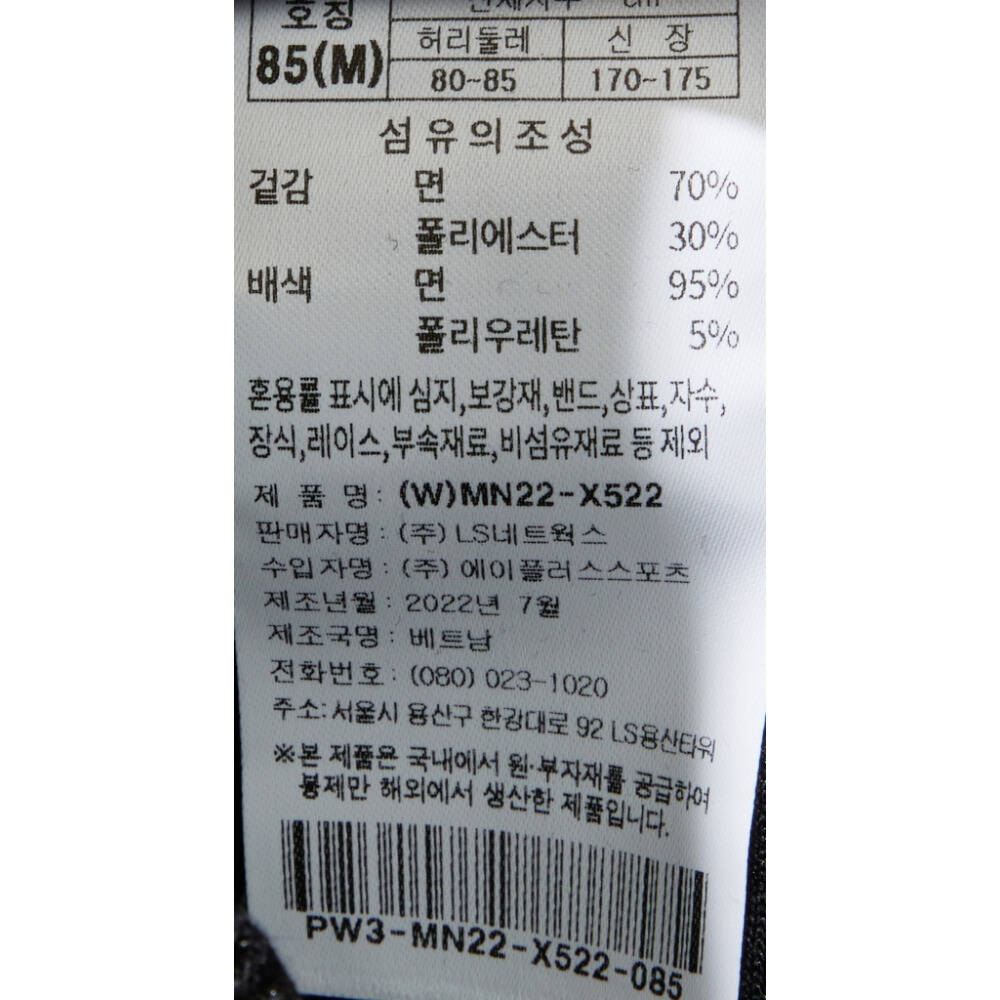 호칭
신체치수 cm
허리둘레 신 장
85(M) 80~85 170~175
섬유의조성
겉감 면 70%
폴리에스터 30%
배색 면 95%
폴리우레탄 5%
혼용률 표시에 심지,보강재,밴드,상표,자수,
장식,레이스,부속재료,비섬유재료 등 제외
제 품 명 : (W)MN22-X522
판매자명 : (주) LS네트웍스
수입자명 : (주) 에이플러스스포츠
제조년월 : 2022년 7월
제조국명 : 베트남
전화번호 : (080) 023-1020
주소: 서울시 용산구 한강대로 92 LS용산타워
※본 제품은 국내에서 원·부자재를 공급하여
봉제만 해외에서 생산한 제품입니다.
PW3-MN22-X522-085